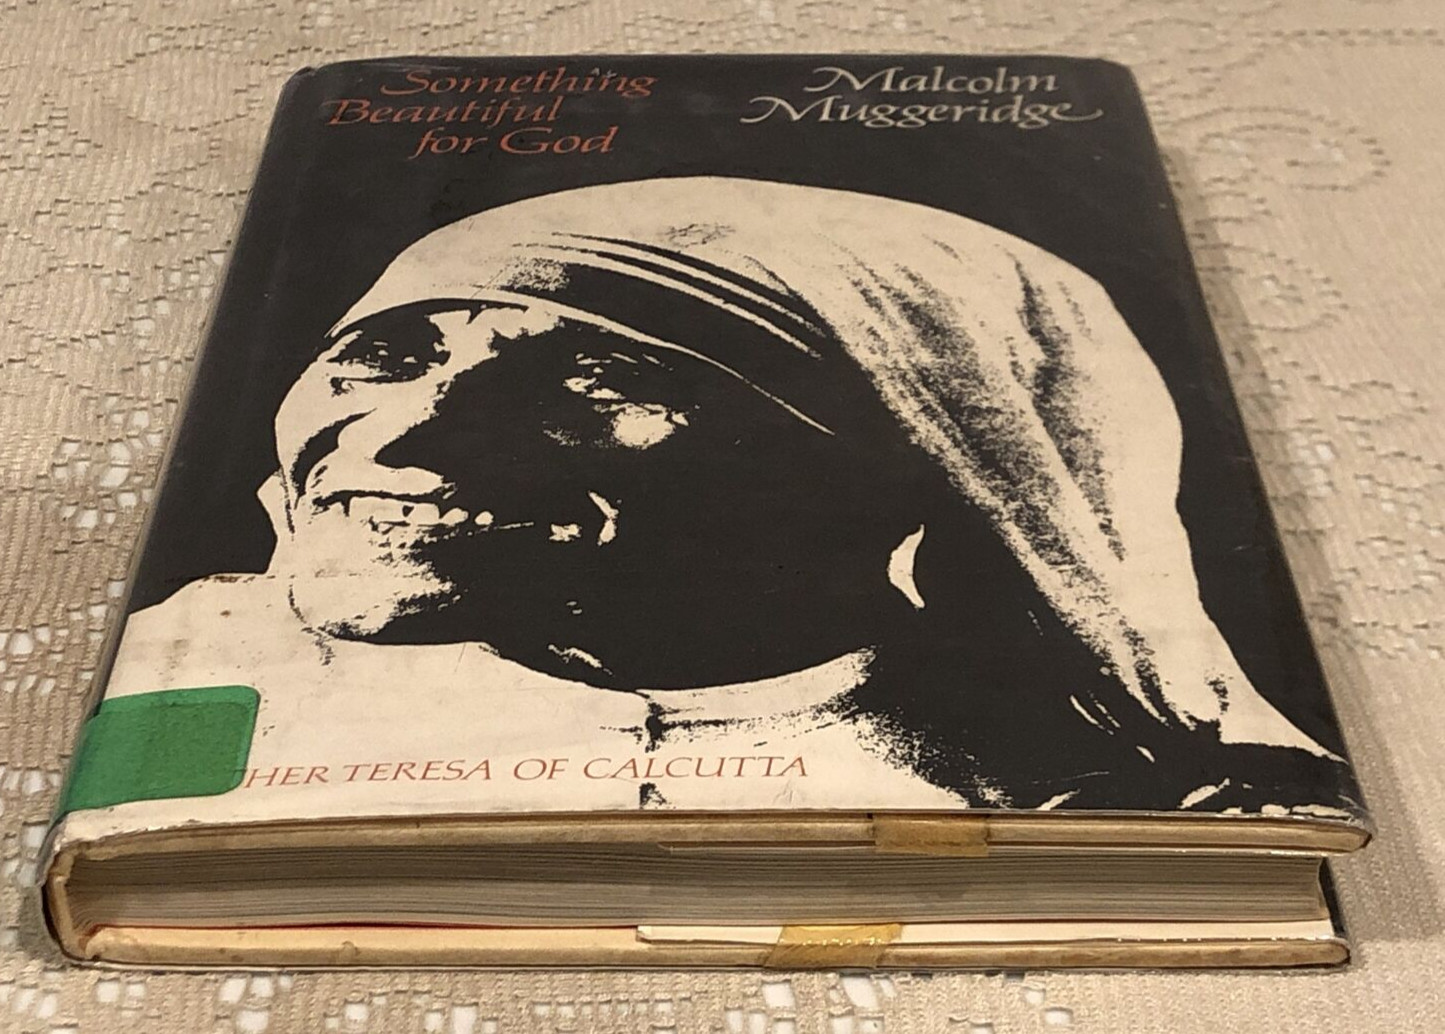 Something
Beautiful
for God
Malcolm
Muggeridge
HER TERESA OF CALCUTTA